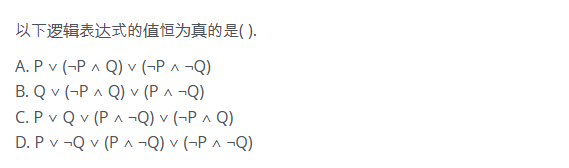 以下逻辑表达式的值恒为真的是( ).
A. P ∨ (¬P ∧ Q) ∨ (¬P ∧ ¬Q)
B. Q ∨ (¬P ∧ Q) ∨ (P ∧ ¬Q)
C. P ∨ Q ∨ (P ∧ ¬Q) ∨ (¬P ∧ Q)
D. P ∨ ¬Q ∨ (P ∧ ¬Q) ∨ (¬P ∧ ¬Q)